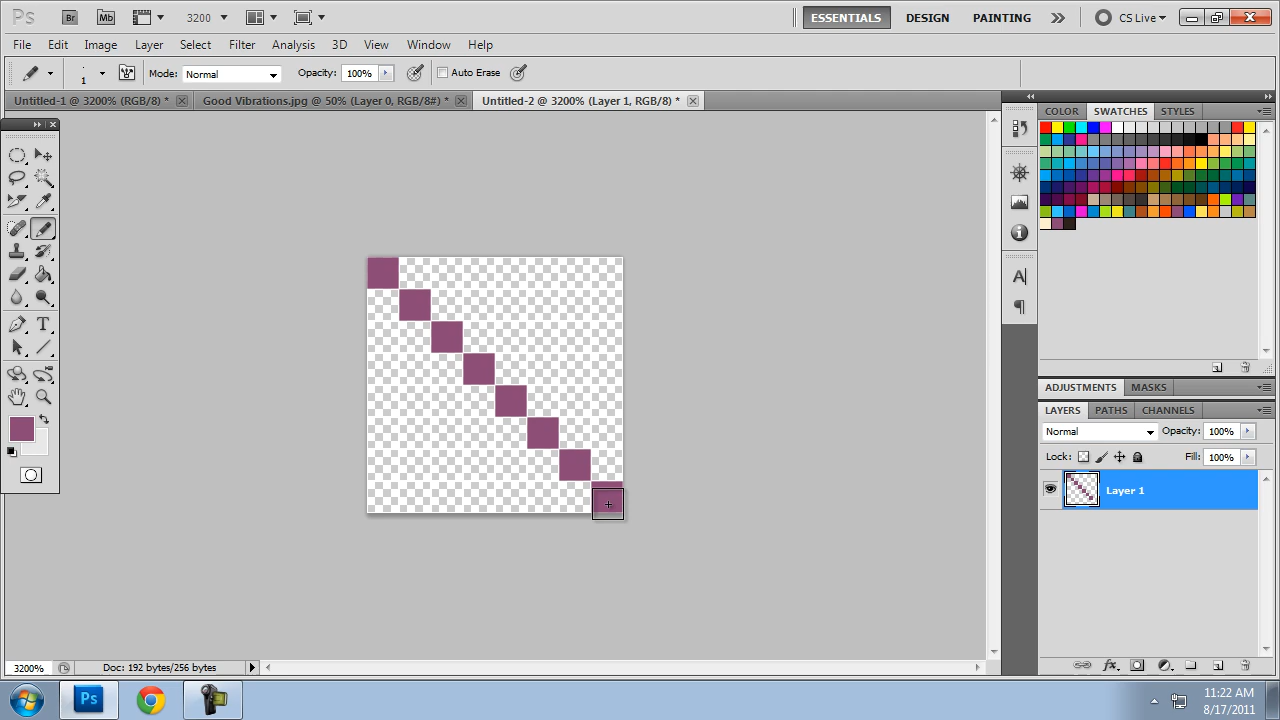 Ps Br Mb 3200 ESSENTIALS DESIGN PAINTING CS Live
File Edit Image Layer Select Filter Analysis 3D View Window Help
1 Mode: Normal Opacity: 100% Auto Erase
Untitled-1 @ 3200% (RGB/8) * Good Vibrations.jpg @ 50% (Layer 0, RGB/8#) * Untitled-2 @ 3200% (Layer 1, RGB/8) *
COLOR SWATCHES STYLES
ADJUSTMENTS MASKS
LAYERS PATHS CHANNELS
Normal Opacity: 100%
Lock: Fill: 100%
Layer 1
3200% Doc: 192 bytes/256 bytes
Ps
11:22 AM
8/17/2011